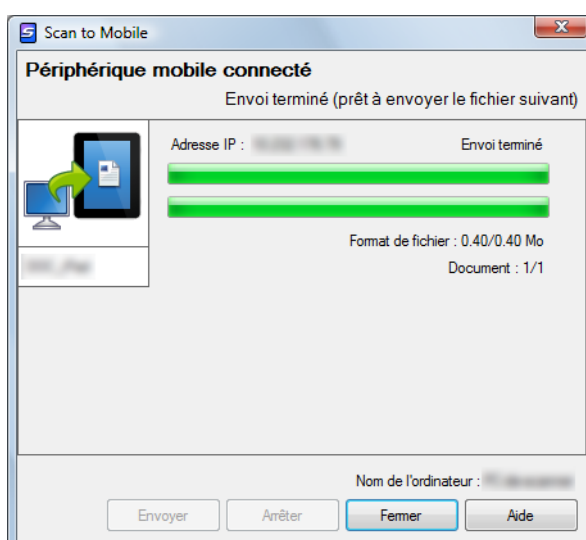 Scan to Mobile
Périphérique mobile connecté
Envoi terminé (prêt à envoyer le fichier suivant)
Adresse IP : Envoi terminé
Format de fichier : 0.40/0.40 Mo
Document : 1/1
Nom de l'ordinateur :
Envoyer Arrêter Fermer Aide